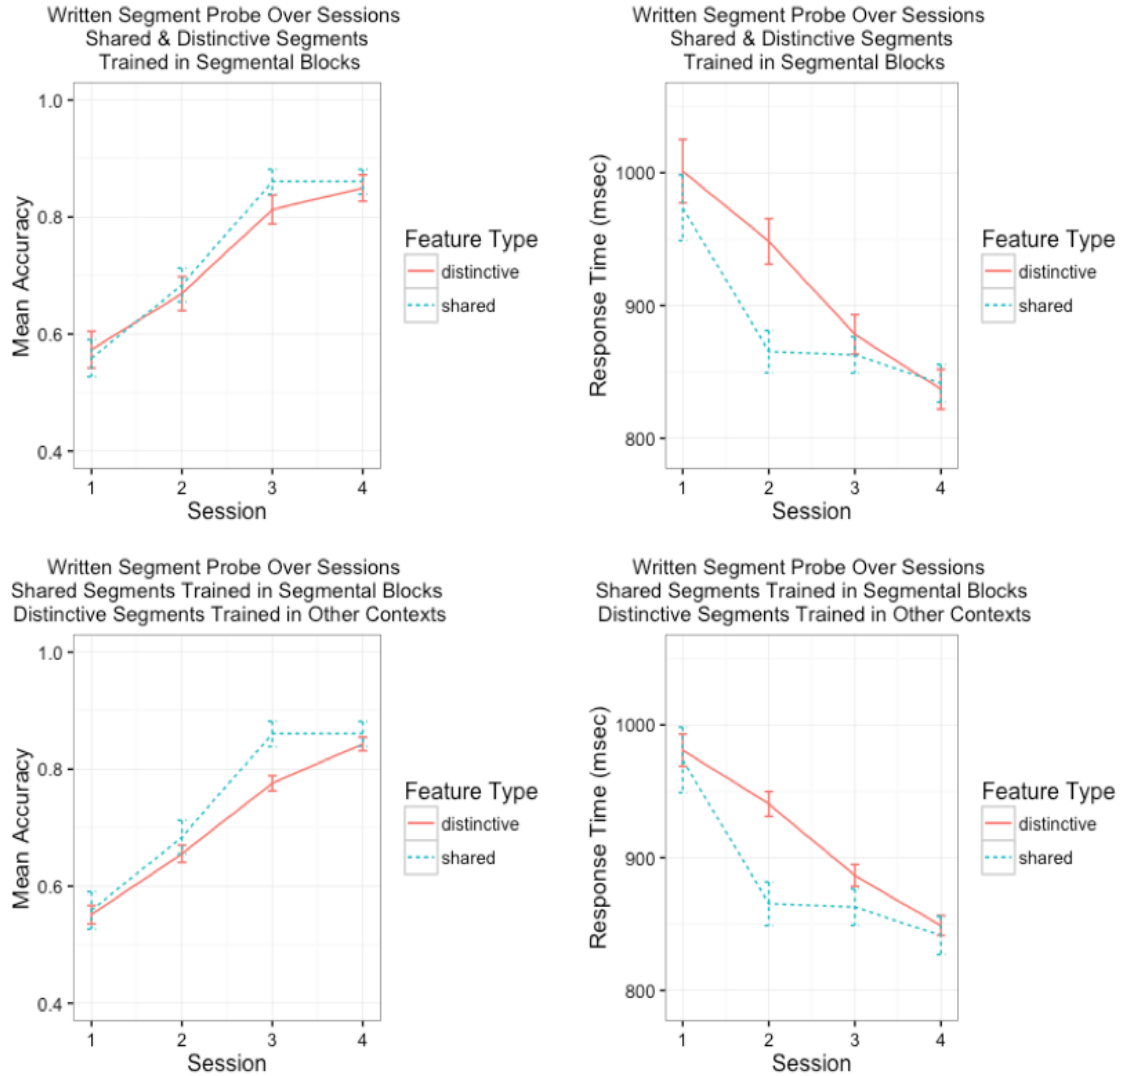 Written Segment Probe Over Sessions
Shared & Distinctive Segments
Trained in Segmental Blocks
1.0
0.8
0.6
0.4
Mean Accuracy
1 2 3 4
Session
Feature Type
distinctive
shared
Written Segment Probe Over Sessions
Shared & Distinctive Segments
Trained in Segmental Blocks
1000
900
800
Response Time (msec)
1 2 3 4
Session
Feature Type
distinctive
shared
Written Segment Probe Over Sessions
Shared Segments Trained in Segmental Blocks
Distinctive Segments Trained in Other Contexts
1.0
0.8
0.6
0.4
Mean Accuracy
1 2 3 4
Session
Feature Type
distinctive
shared
Written Segment Probe Over Sessions
Shared Segments Trained in Segmental Blocks
Distinctive Segments Trained in Other Contexts
1000
900
800
Response Time (msec)
1 2 3 4
Session
Feature Type
distinctive
shared